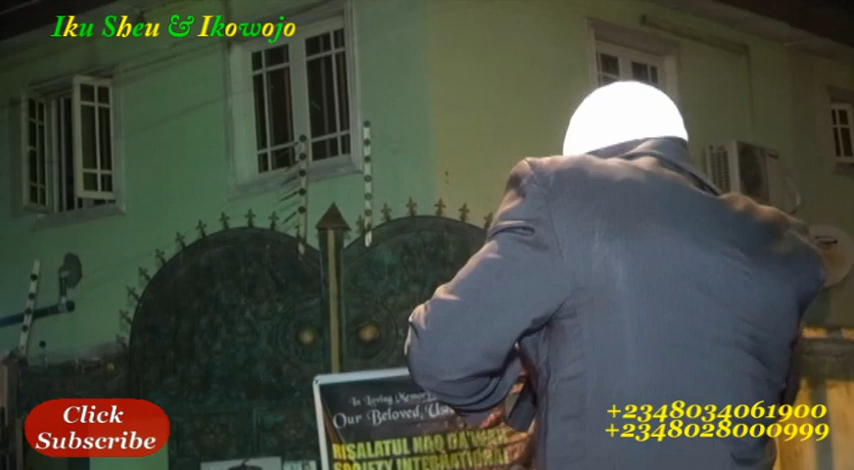 Iku Sheu & Ikowojo
In Loving Memory
Our Beloved,
RISALATUL HAQ DA'WAH
SOCIETY INTERNATIONAL
Click
Subscribe
+2348034061900
+2348028000999